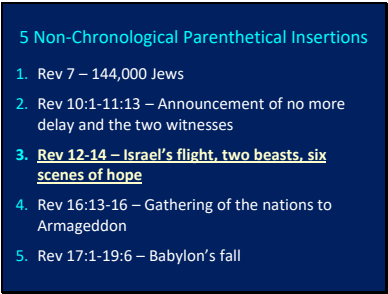 5 Non-Chronological Parenthetical Insertions
1. Rev 7 – 144,000 Jews
2. Rev 10:1-11:13 – Announcement of no more
delay and the two witnesses
3. Rev 12-14 – Israel's flight, two beasts, six
scenes of hope
4. Rev 16:13-16 – Gathering of the nations to
Armageddon
5. Rev 17:1-19:6 – Babylon's fall